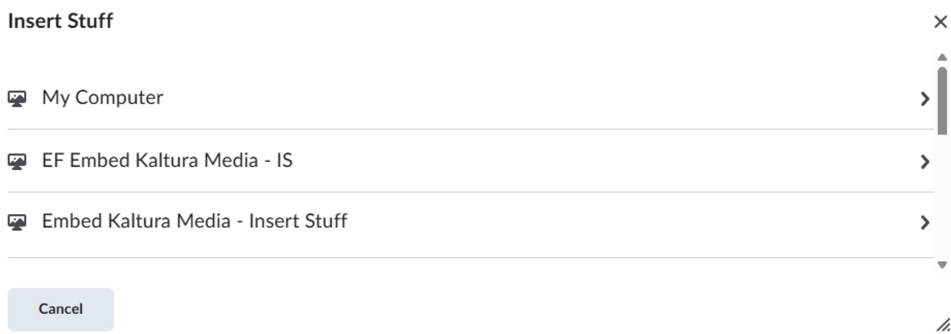 Insert Stuff
My Computer
EF Embed Kaltura Media - IS
Embed Kaltura Media - Insert Stuff
Cancel